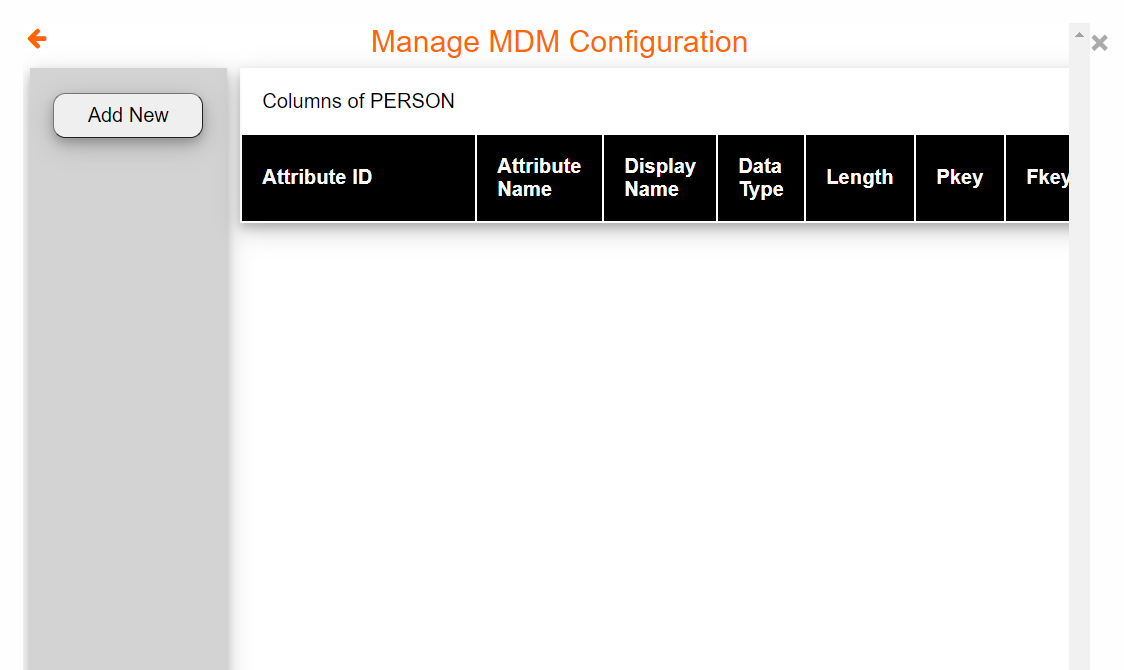 Manage MDM Configuration
Add New
Columns of PERSON
Attribute ID
Attribute
Name
Display
Name
Data
Type
Length
Pkey
Fkey